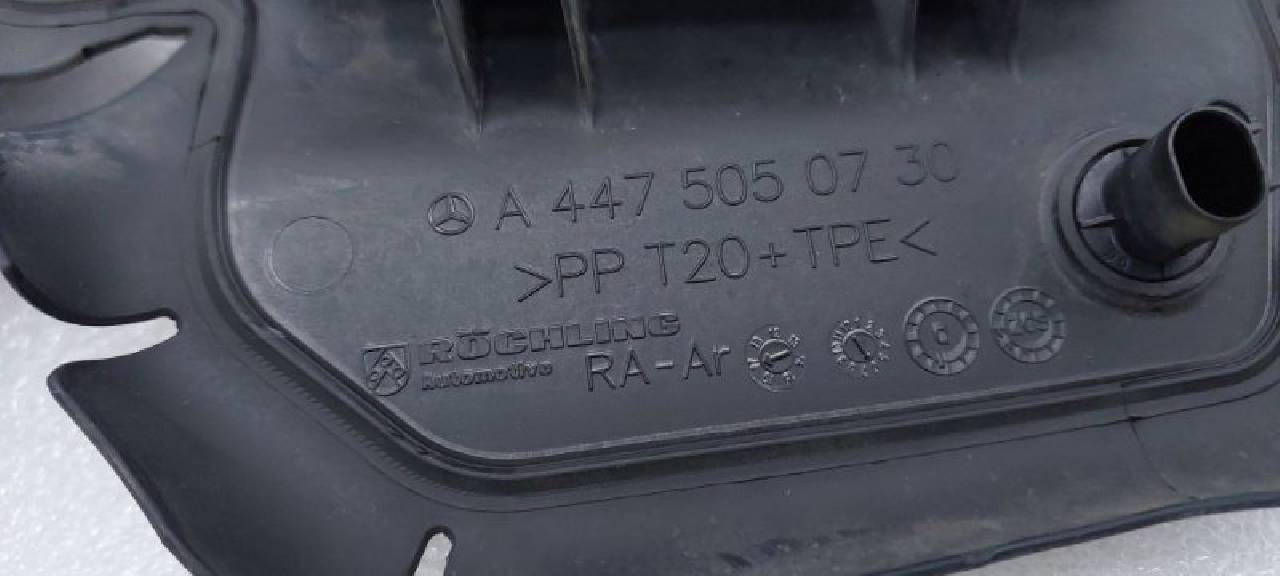 A 447 505 07 30
>PP T20+TPE<
RÖCHLING
Automotive
RA-Ar